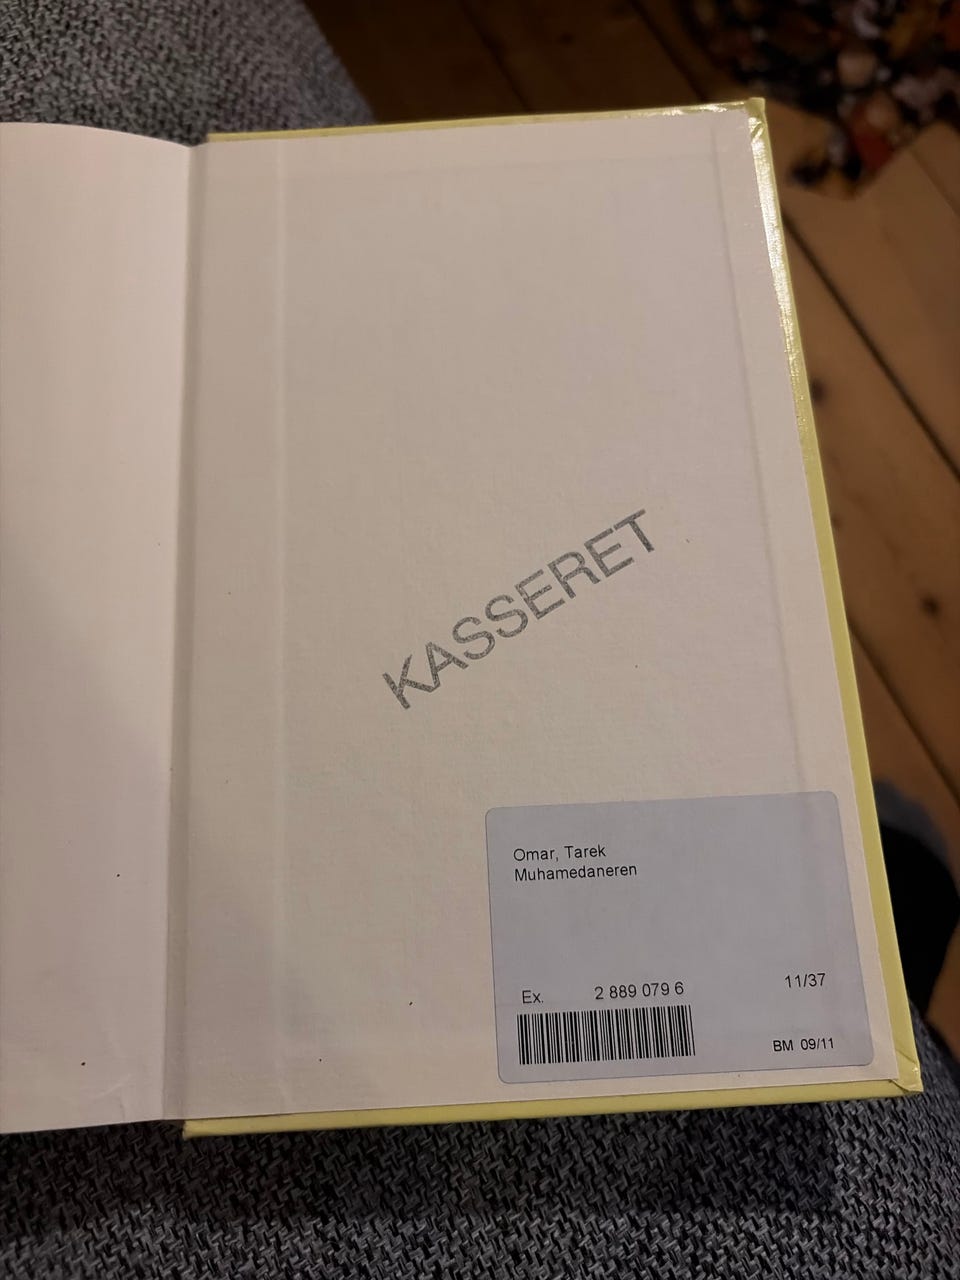 KASSERET
Omar, Tarek
Muhamedaneren
Ex. 2 889 079 6 11/37
BM 09/11